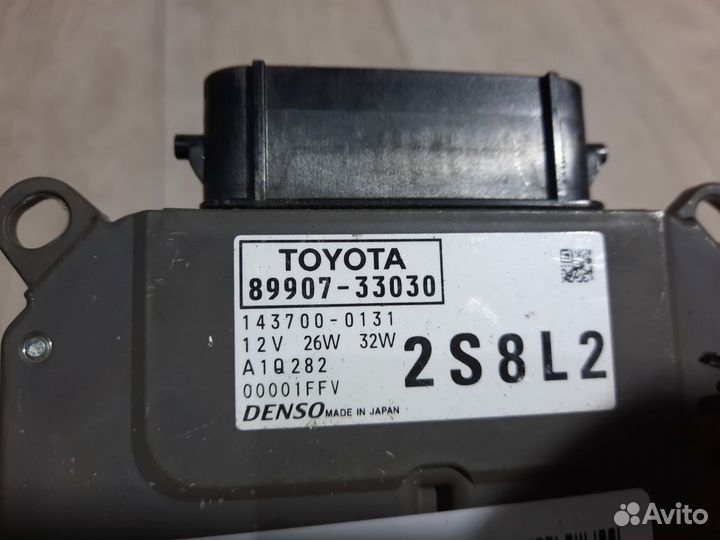 TOYOTA
89907-33030
143700-0131
12V 26W 32W
A1Q282
00001FFV
2S8L2
DENSO MADE IN JAPAN
Avito